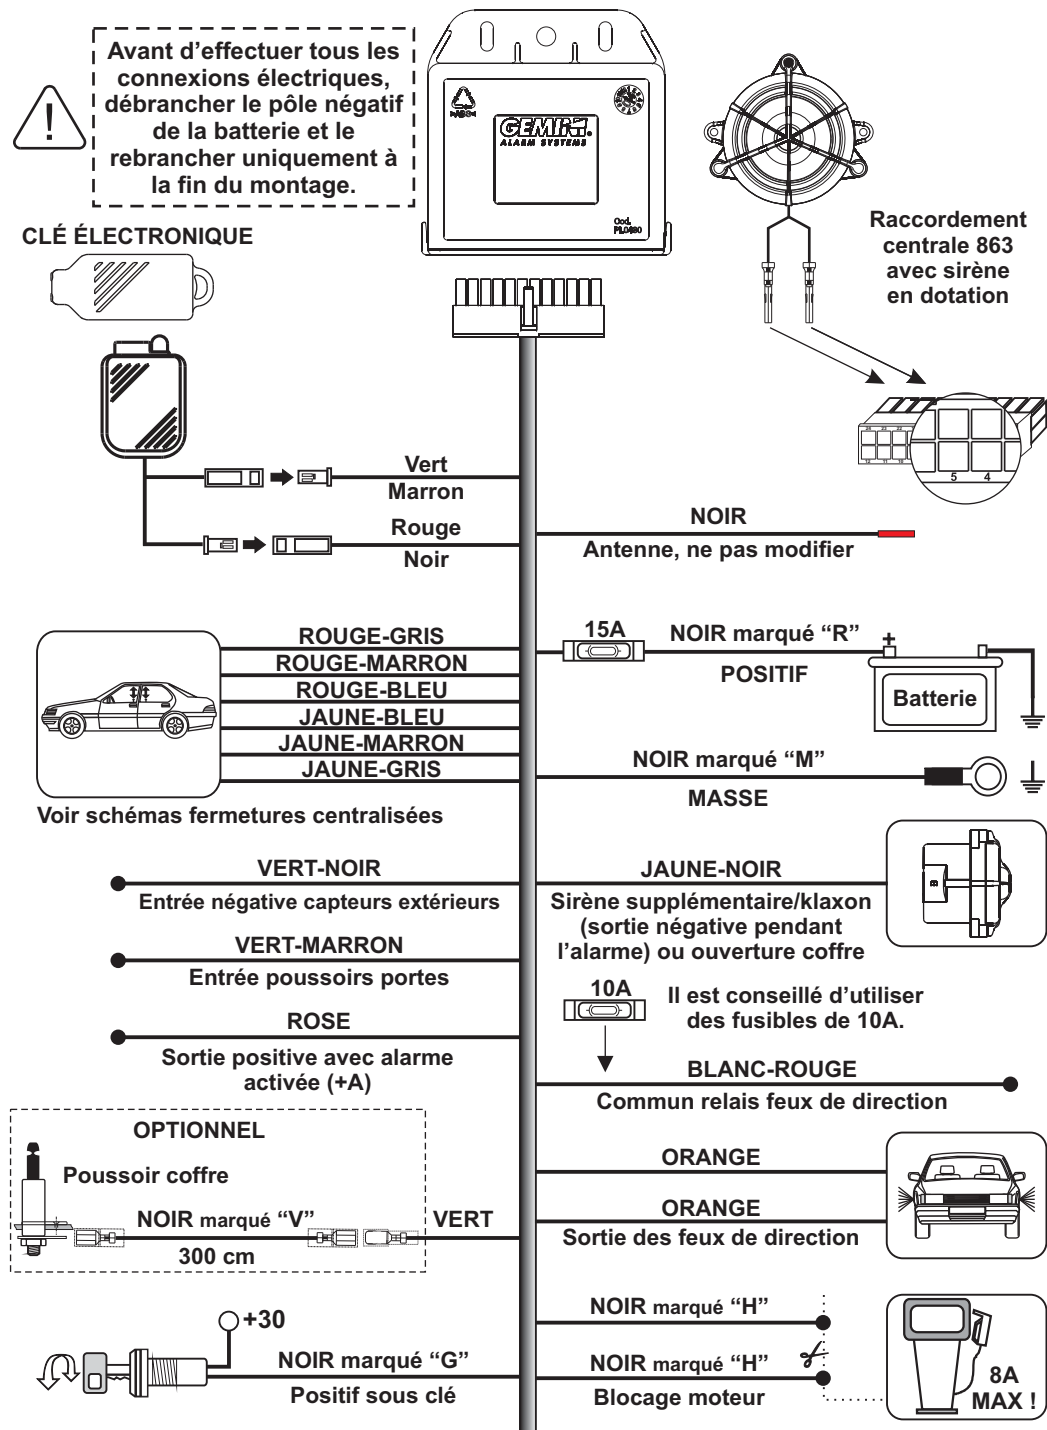 Avant d’effectuer tous les
connexions électriques,
débrancher le pôle négatif
de la batterie et le
rebrancher uniquement à
la fin du montage.
!
>ABS<
GEMINI.
ALARM SYSTEMS
Cod.
Raccordement
centrale 863
avec sirène
en dotation
CLÉ ÉLECTRONIQUE
24 23 22
12 11 10
5 4
Vert
Marron
Rouge
Noir
NOIR
Antenne, ne pas modifier
ROUGE-GRIS
ROUGE-MARRON
ROUGE-BLEU
JAUNE-BLEU
JAUNE-MARRON
JAUNE-GRIS
Voir schémas fermetures centralisées
15A
NOIR marqué “R”
POSITIF
+
Batterie
NOIR marqué “M”
MASSE
VERT-NOIR
Entrée négative capteurs extérieurs
JAUNE-NOIR
Sirène supplémentaire/klaxon
(sortie négative pendant
l’alarme) ou ouverture coffre
VERT-MARRON
Entrée poussoirs portes
10A
Il est conseillé d’utiliser
des fusibles de 10A.
ROSE
Sortie positive avec alarme
activée (+A)
BLANC-ROUGE
Commun relais feux de direction
OPTIONNEL
Poussoir coffre
NOIR marqué “V”
300 cm
VERT
ORANGE
ORANGE
Sortie des feux de direction
+30
NOIR marqué “G”
Positif sous clé
NOIR marqué “H”
NOIR marqué “H”
Blocage moteur
8A
MAX !